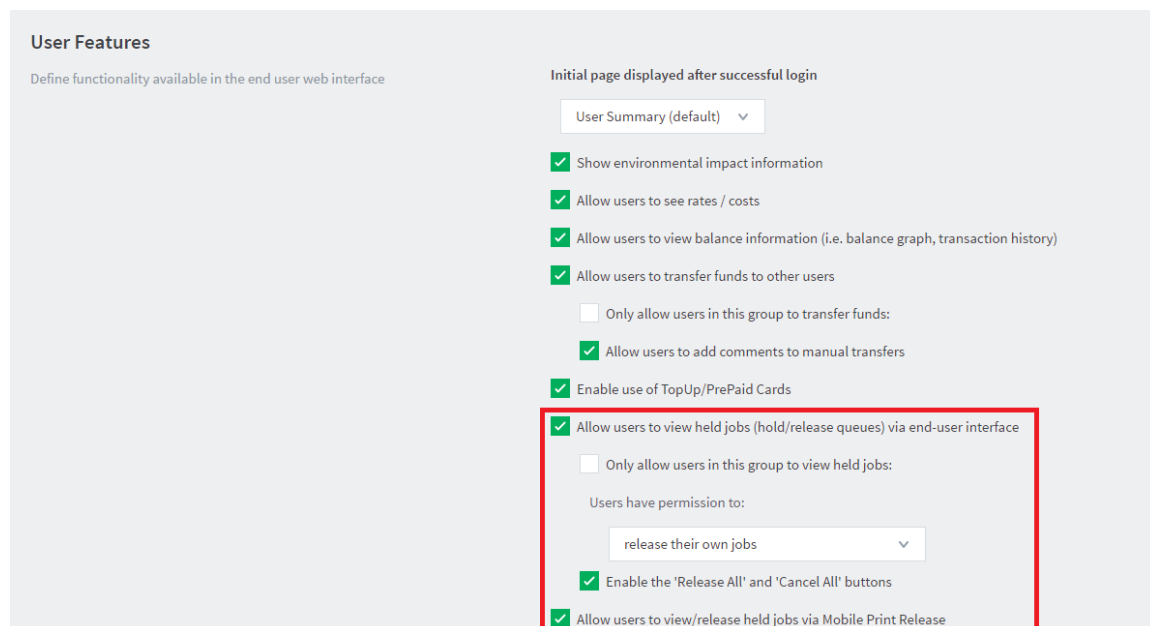 User Features
Define functionality available in the end user web interface
Initial page displayed after successful login
User Summary (default)
Show environmental impact information
Allow users to see rates / costs
Allow users to view balance information (i.e. balance graph, transaction history)
Allow users to transfer funds to other users
Only allow users in this group to transfer funds:
Allow users to add comments to manual transfers
Enable use of TopUp/PrePaid Cards
Allow users to view held jobs (hold/release queues) via end-user interface
Only allow users in this group to view held jobs:
Users have permission to:
release their own jobs
Enable the 'Release All' and 'Cancel All' buttons
Allow users to view/release held jobs via Mobile Print Release